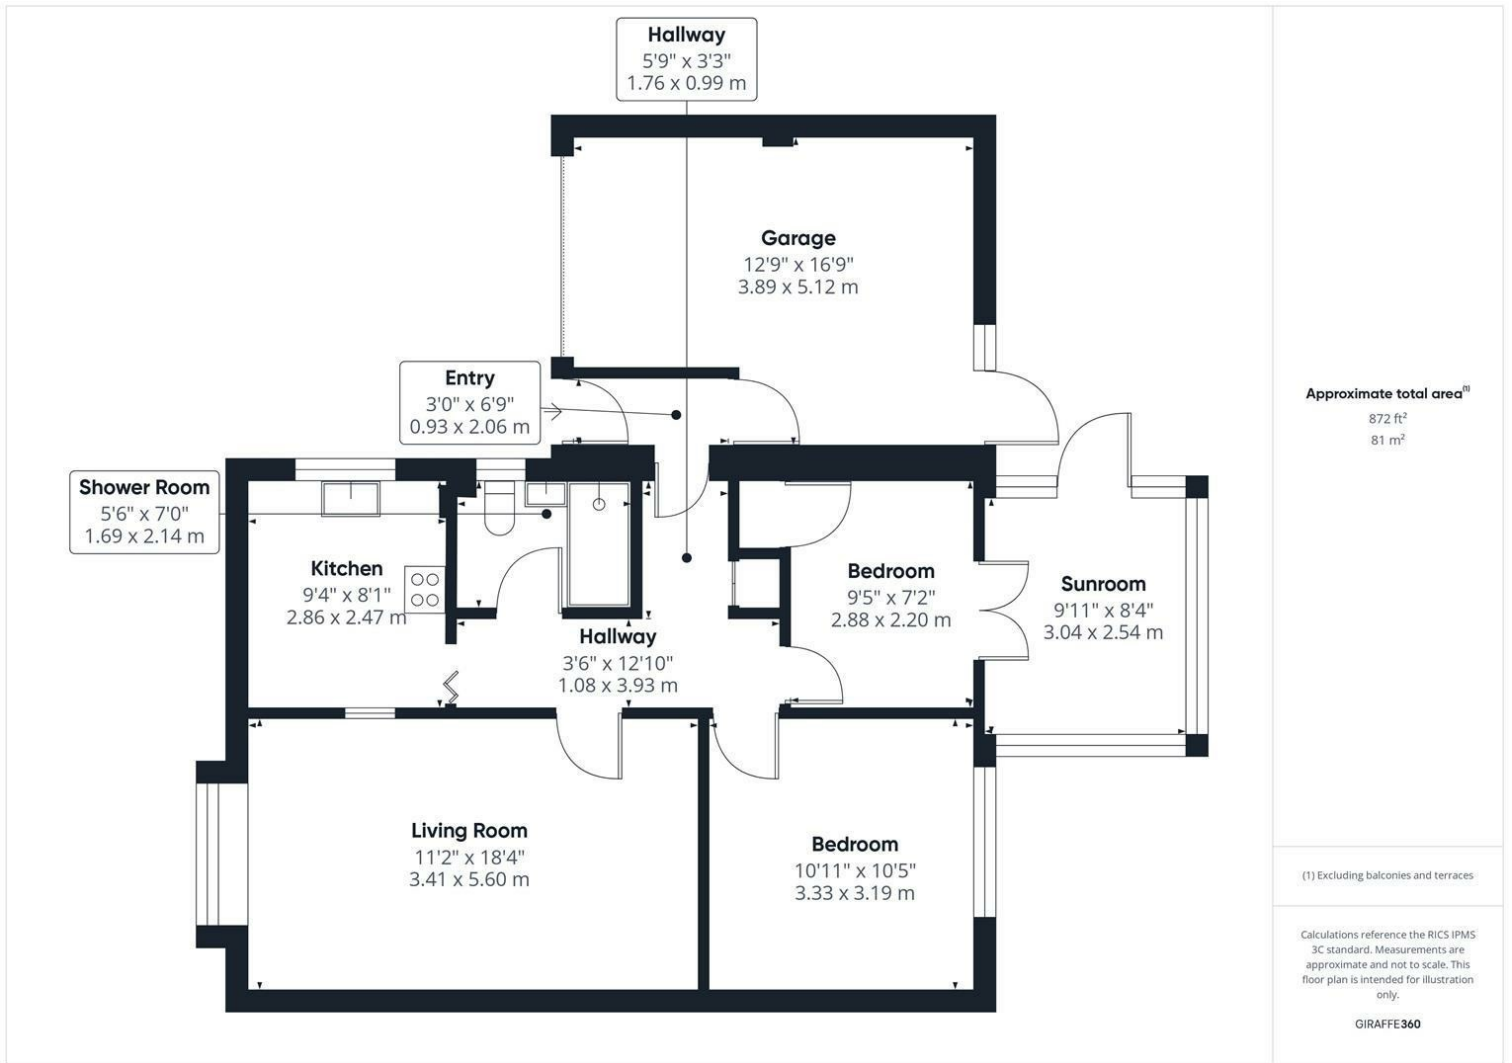 Hallway
5'9" x 3'3"
1.76 x 0.99 m
Garage
12'9" x 16'9"
3.89 x 5.12 m
Entry
3'0" x 6'9"
0.93 x 2.06 m
Shower Room
5'6" x 7'0"
1.69 x 2.14 m
Kitchen
9'4" x 8'1"
2.86 x 2.47 m
Hallway
3'6" x 12'10"
1.08 x 3.93 m
Bedroom
9'5" x 7'2"
2.88 x 2.20 m
Sunroom
9'11" x 8'4"
3.04 x 2.54 m
Living Room
11'2" x 18'4"
3.41 x 5.60 m
Bedroom
10'11" x 10'5"
3.33 x 3.19 m
Approximate total area(1)
872 ft²
81 m²
(1) Excluding balconies and terraces
Calculations reference the RICS IPMS
3C standard. Measurements are
approximate and not to scale. This
floor plan is intended for illustration
only.
GIRAFFE360